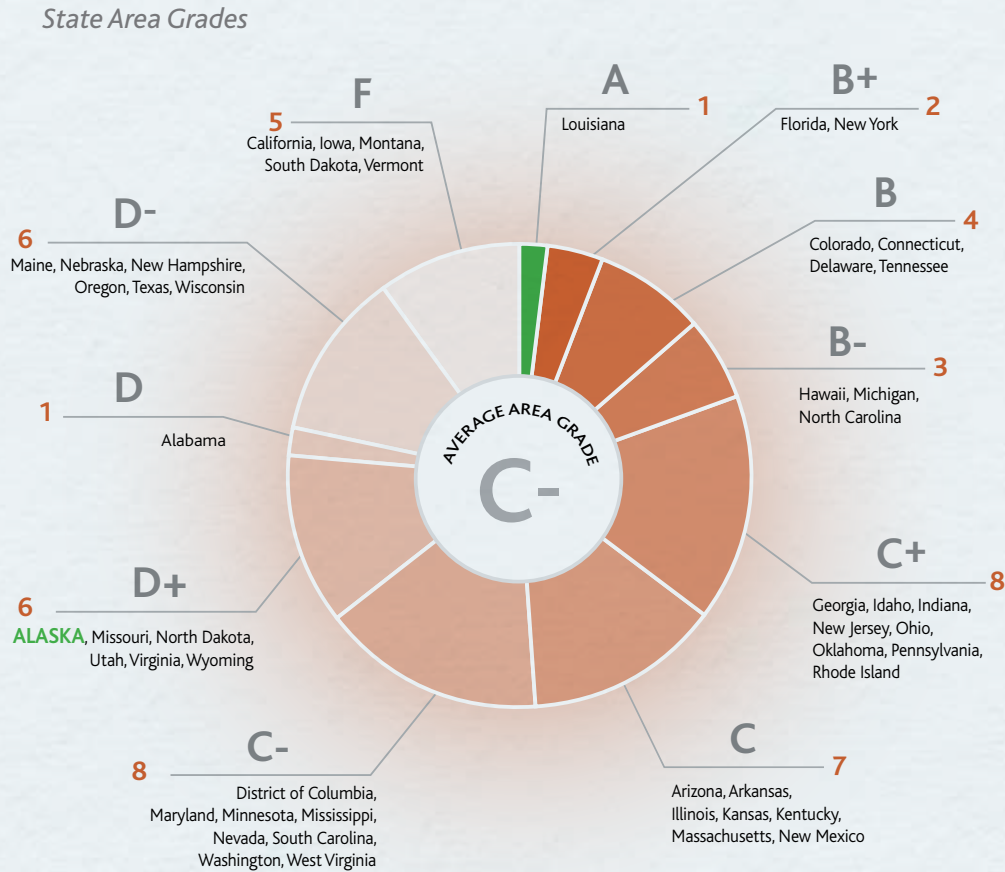 State Area Grades
A
1
Louisiana
B+
2
Florida, New York
B
4
Colorado, Connecticut,
Delaware, Tennessee
B-
3
Hawaii, Michigan,
North Carolina
C+
8
Georgia, Idaho, Indiana,
New Jersey, Ohio,
Oklahoma, Pennsylvania,
Rhode Island
C
7
Arizona, Arkansas,
Illinois, Kansas, Kentucky,
Massachusetts, New Mexico
C-
8
District of Columbia,
Maryland, Minnesota, Mississippi,
Nevada, South Carolina,
Washington, West Virginia
D+
6
ALASKA, Missouri, North Dakota,
Utah, Virginia, Wyoming
D
1
Alabama
D-
6
Maine, Nebraska, New Hampshire,
Oregon, Texas, Wisconsin
F
5
California, Iowa, Montana,
South Dakota, Vermont
AVERAGE AREA GRADE
C-